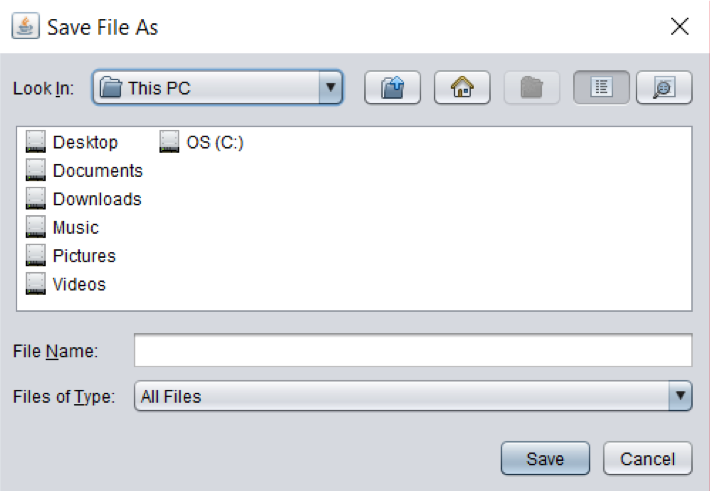 Save File As
Look In: This PC
Desktop OS (C:)
Documents
Downloads
Music
Pictures
Videos
File Name:
Files of Type: All Files
Save Cancel